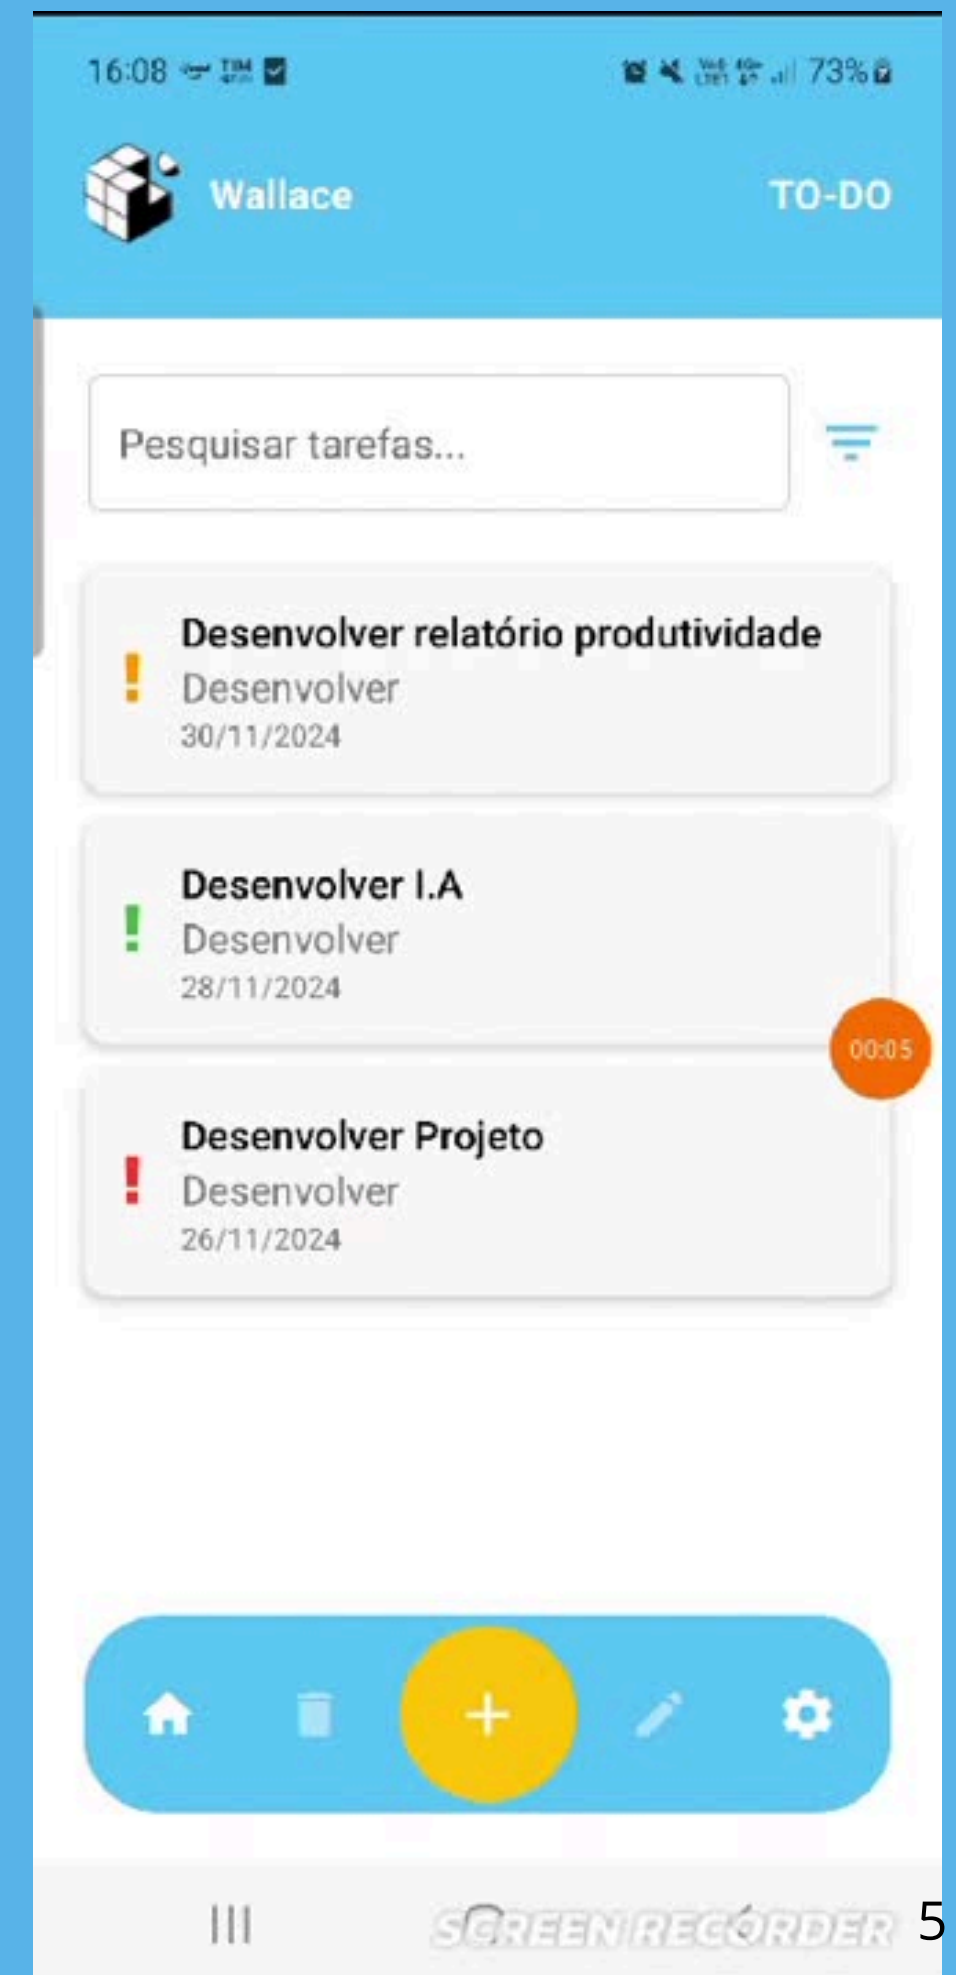 16:08 TIM 73%
Wallace TO-DO
Pesquisar tarefas...
Desenvolver relatório produtividade
Desenvolver
30/11/2024
Desenvolver I.A
Desenvolver
28/11/2024
00:05
Desenvolver Projeto
Desenvolver
26/11/2024
SCREEN RECORDER 5